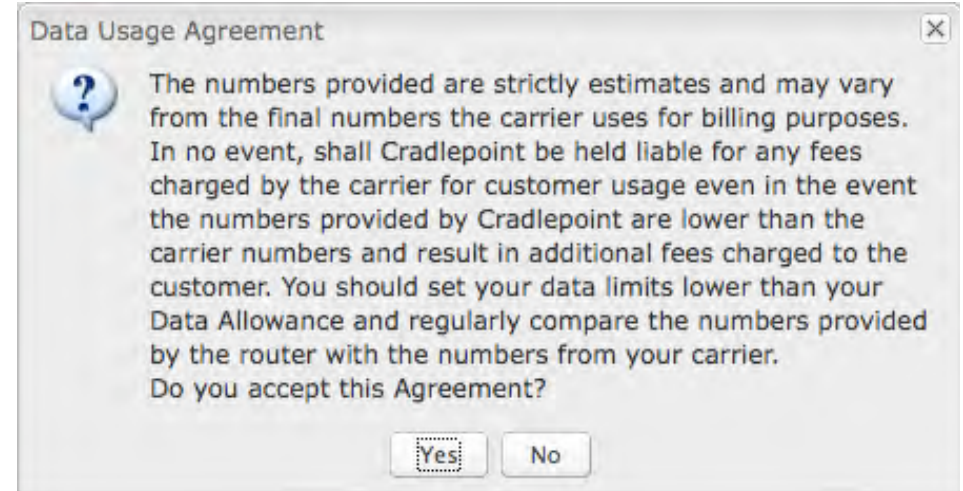 Data Usage Agreement
The numbers provided are strictly estimates and may vary
from the final numbers the carrier uses for billing purposes.
In no event, shall Cradlepoint be held liable for any fees
charged by the carrier for customer usage even in the event
the numbers provided by Cradlepoint are lower than the
carrier numbers and result in additional fees charged to the
customer. You should set your data limits lower than your
Data Allowance and regularly compare the numbers provided
by the router with the numbers from your carrier.
Do you accept this Agreement?
Yes No